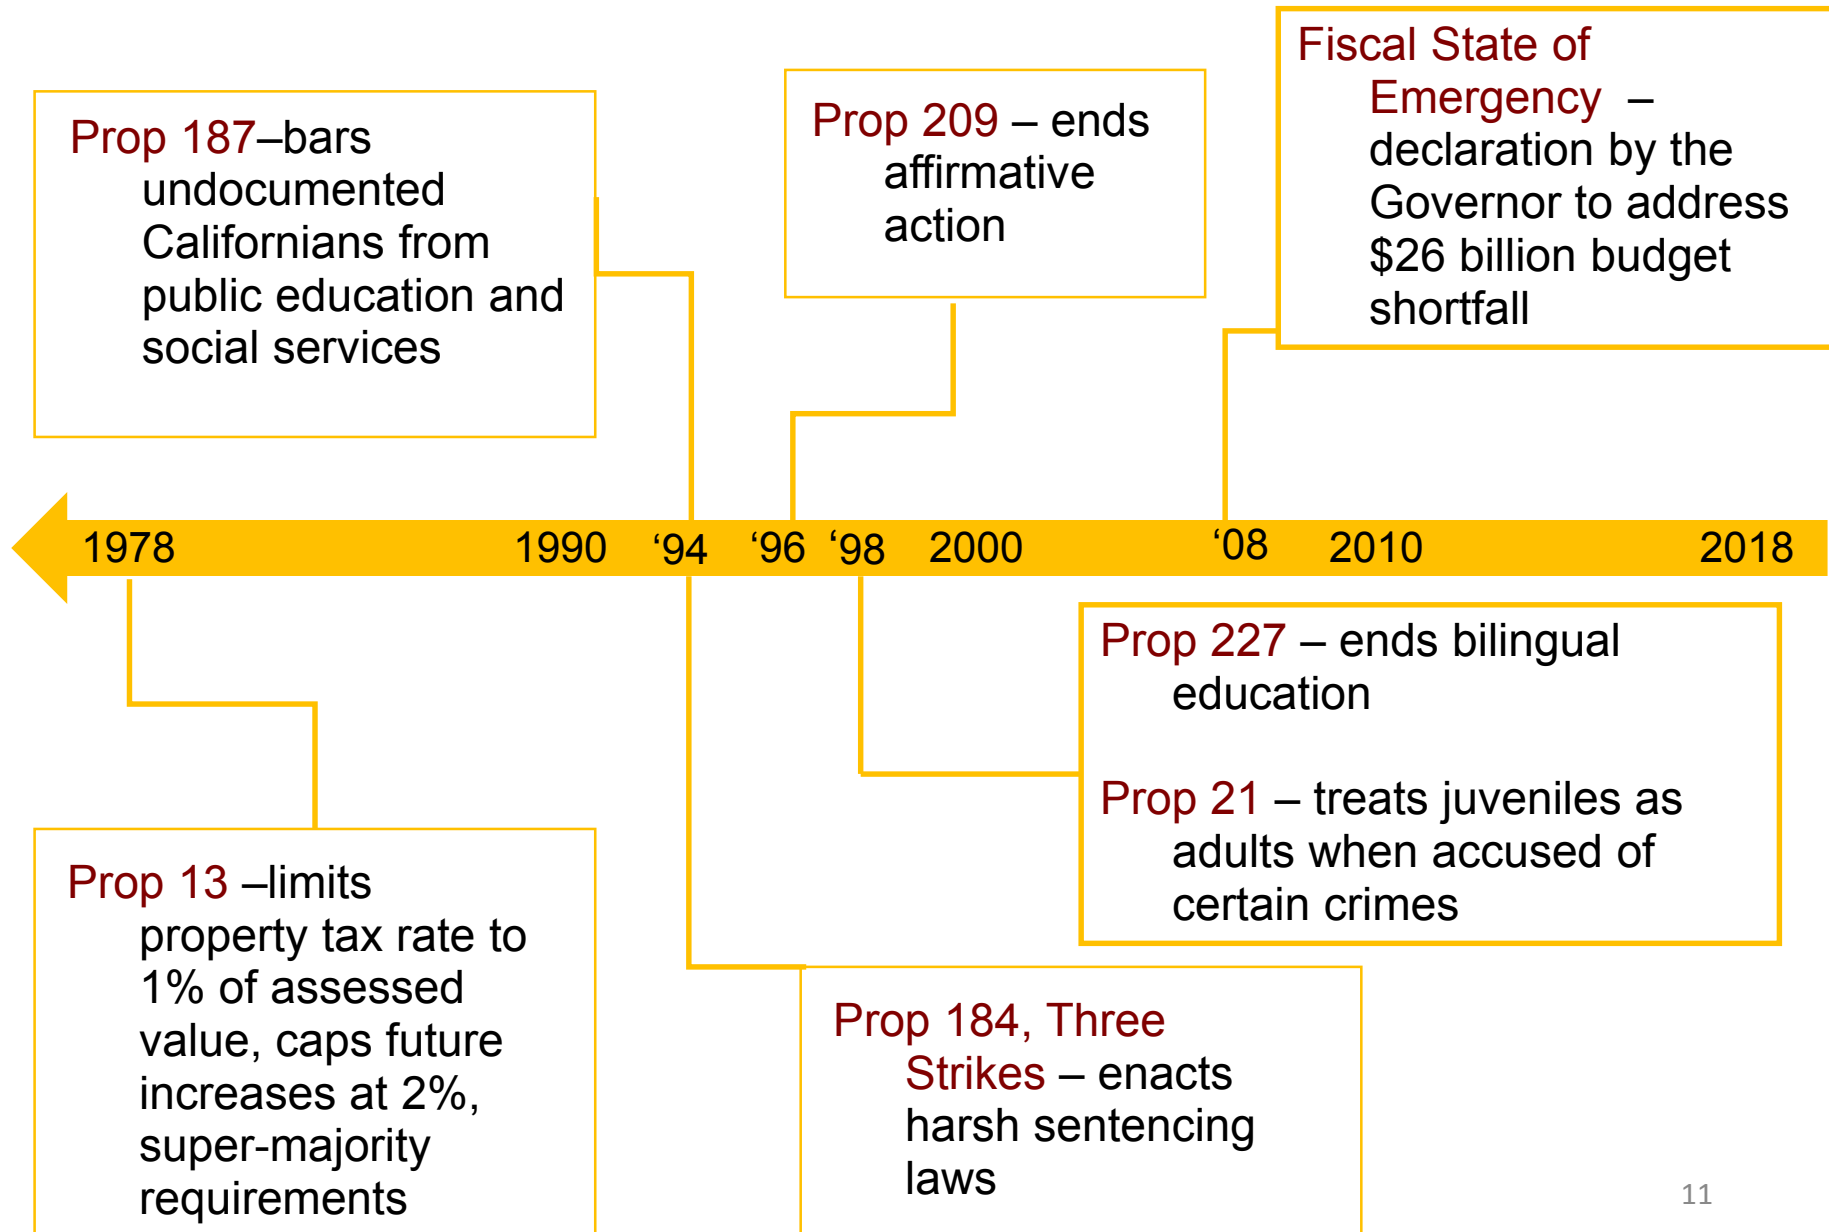 Prop 187–bars
undocumented
Californians from
public education and
social services
Prop 209 – ends
affirmative
action
Fiscal State of
Emergency –
declaration by the
Governor to address
$26 billion budget
shortfall
1978 1990 ‘94 ‘96 ‘98 2000 ‘08 2010 2018
Prop 13 –limits
property tax rate to
1% of assessed
value, caps future
increases at 2%,
super-majority
requirements
Prop 184, Three
Strikes – enacts
harsh sentencing
laws
Prop 227 – ends bilingual
education
Prop 21 – treats juveniles as
adults when accused of
certain crimes
11